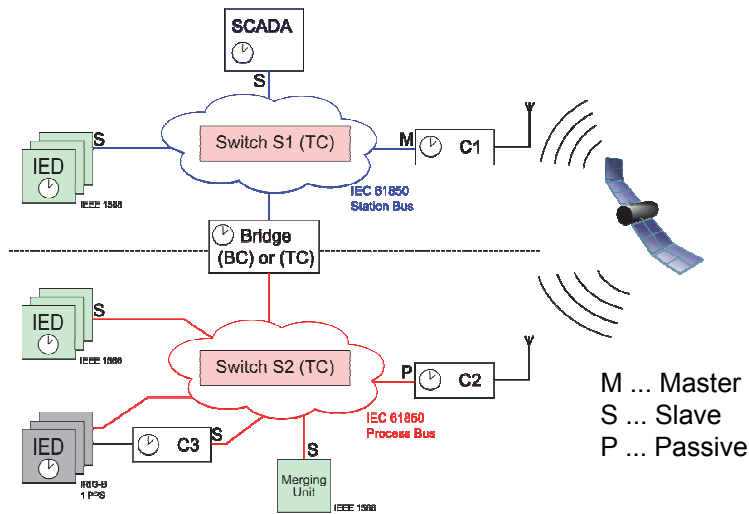 SCADA
S
S
Switch S1 (TC)
M
C1
IED
IEEE 1588
IEC 61850
Station Bus
Bridge
(BC) or (TC)
S
IED
IEEE 1588
Switch S2 (TC)
P
C2
M ... Master
S ... Slave
P ... Passive
IEC 61850
Process Bus
IED
C3
S
S
IRIG-B
1 PPS
Merging
Unit
IEEE 1588